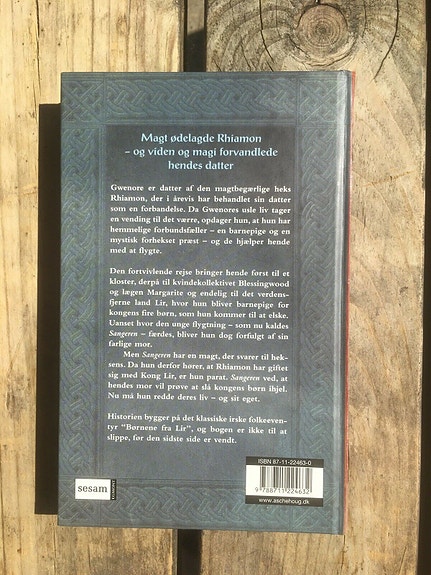 Magt ødelagde Rhiamon
– og viden og magi forvandlede
hendes datter
Gwenore er datter af den magtbegærlige heks
Rhiamon, der i årevis har behandlet sin datter
som en forbandelse. Da Gwenores usle liv tager
en vending til det værre, opdager hun, at hun har
hemmelige forbundsfæller – en barnepige og en
mystisk forhekset præst – og de hjælper hende
med at flygte.
Den fortvivlende rejse bringer hende først til et
kloster, derpå til kvindekollektivet Blessingwood
og lægen Margarite og endelig til det verdens-
fjerne land Lir, hvor hun bliver barnepige for
kongens fire børn, som hun kommer til at elske.
Uanset hvor den unge flygtning – som nu kaldes
Sangeren – færdes, bliver hun dog forfulgt af sin
farlige mor.
Men Sangeren har en magt, der svarer til hek-
sens. Da hun derfor hører, at Rhiamon har giftet
sig med Kong Lir, er hun parat. Sangeren ved, at
hendes mor vil prøve at slå kongens børn ihjel.
Nu må hun redde deres liv – og sit eget.
Historien bygger på det klassiske irske folkeeven-
tyr "Børnene fra Lir", og bogen er ikke til at
slippe, før den sidste side er vendt.
sesam
ISBN 87-11-22463-0
9 788711 224632
www.aschehoug.dk